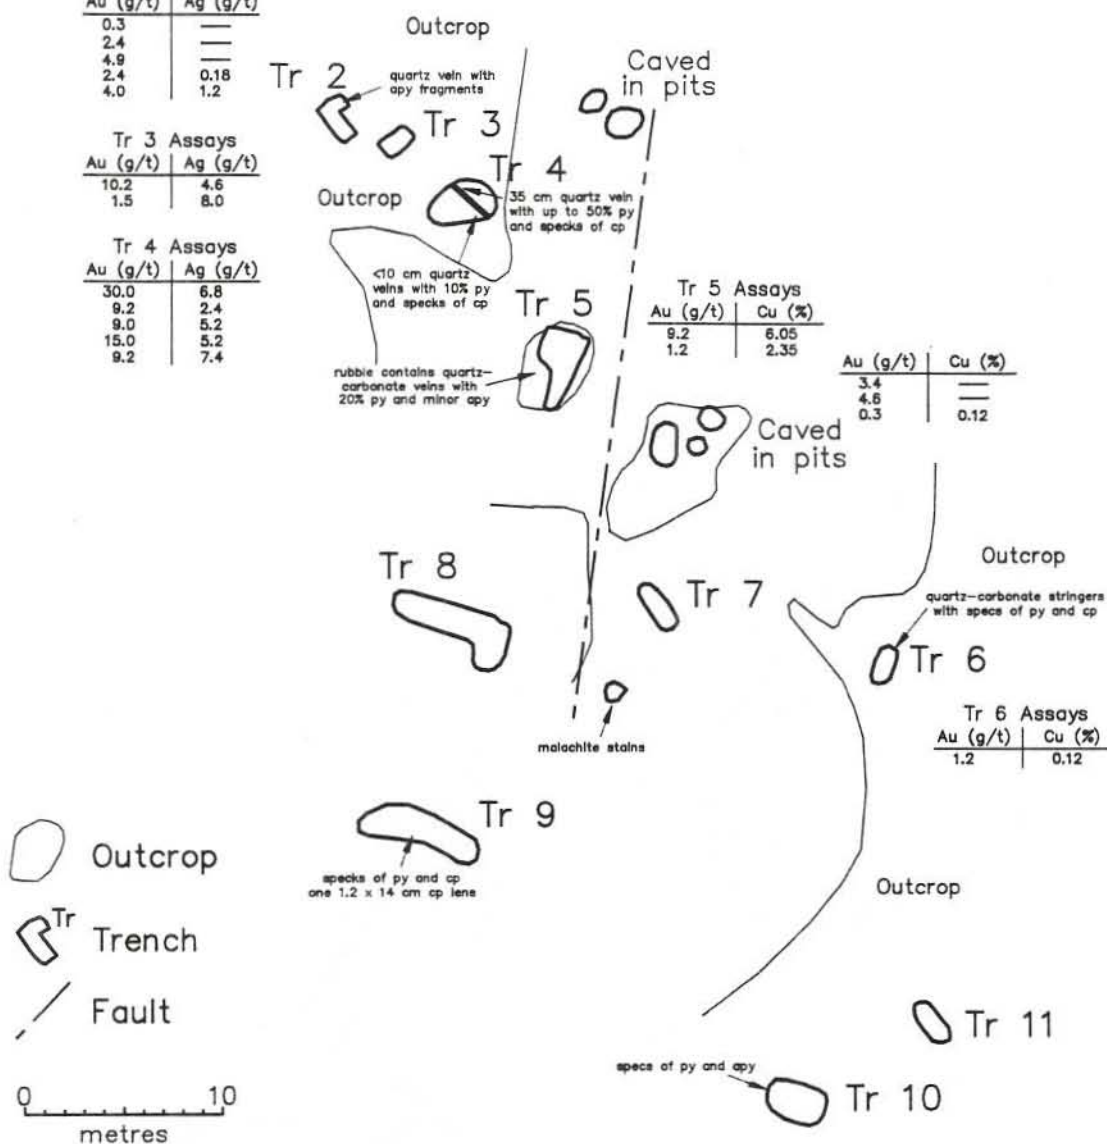 Au (g/t) Ag (g/t)
0.3 —
2.4 —
4.9 —
2.4 0.18
4.0 1.2
Outcrop
Tr 2
quartz vein with
apy fragments
Caved
in pits
Tr 3
Tr 3 Assays
Au (g/t) Ag (g/t)
10.2 4.6
1.5 8.0
Tr 4
Outcrop
35 cm quartz vein
with up to 50% py
and specks of cp
Tr 4 Assays
Au (g/t) Ag (g/t)
30.0 6.8
9.2 2.4
9.0 5.2
15.0 5.2
9.2 7.4
<10 cm quartz
veins with 10% py
and specks of cp
Tr 5
Tr 5 Assays
Au (g/t) Cu (%)
9.2 6.05
1.2 2.35
rubble contains quartz-
carbonate veins with
20% py and minor apy
Au (g/t) Cu (%)
3.4 —
4.6 —
0.3 0.12
Caved
in pits
Tr 8
Tr 7
Outcrop
quartz-carbonate stringers
with specs of py and cp
Tr 6
malachite stains
Tr 6 Assays
Au (g/t) Cu (%)
1.2 0.12
Tr 9
specks of py and cp
one 1.2 x 14 cm cp lens
Outcrop
Outcrop
Tr
Trench
Fault
0 10
metres
Tr 11
specs of py and apy
Tr 10